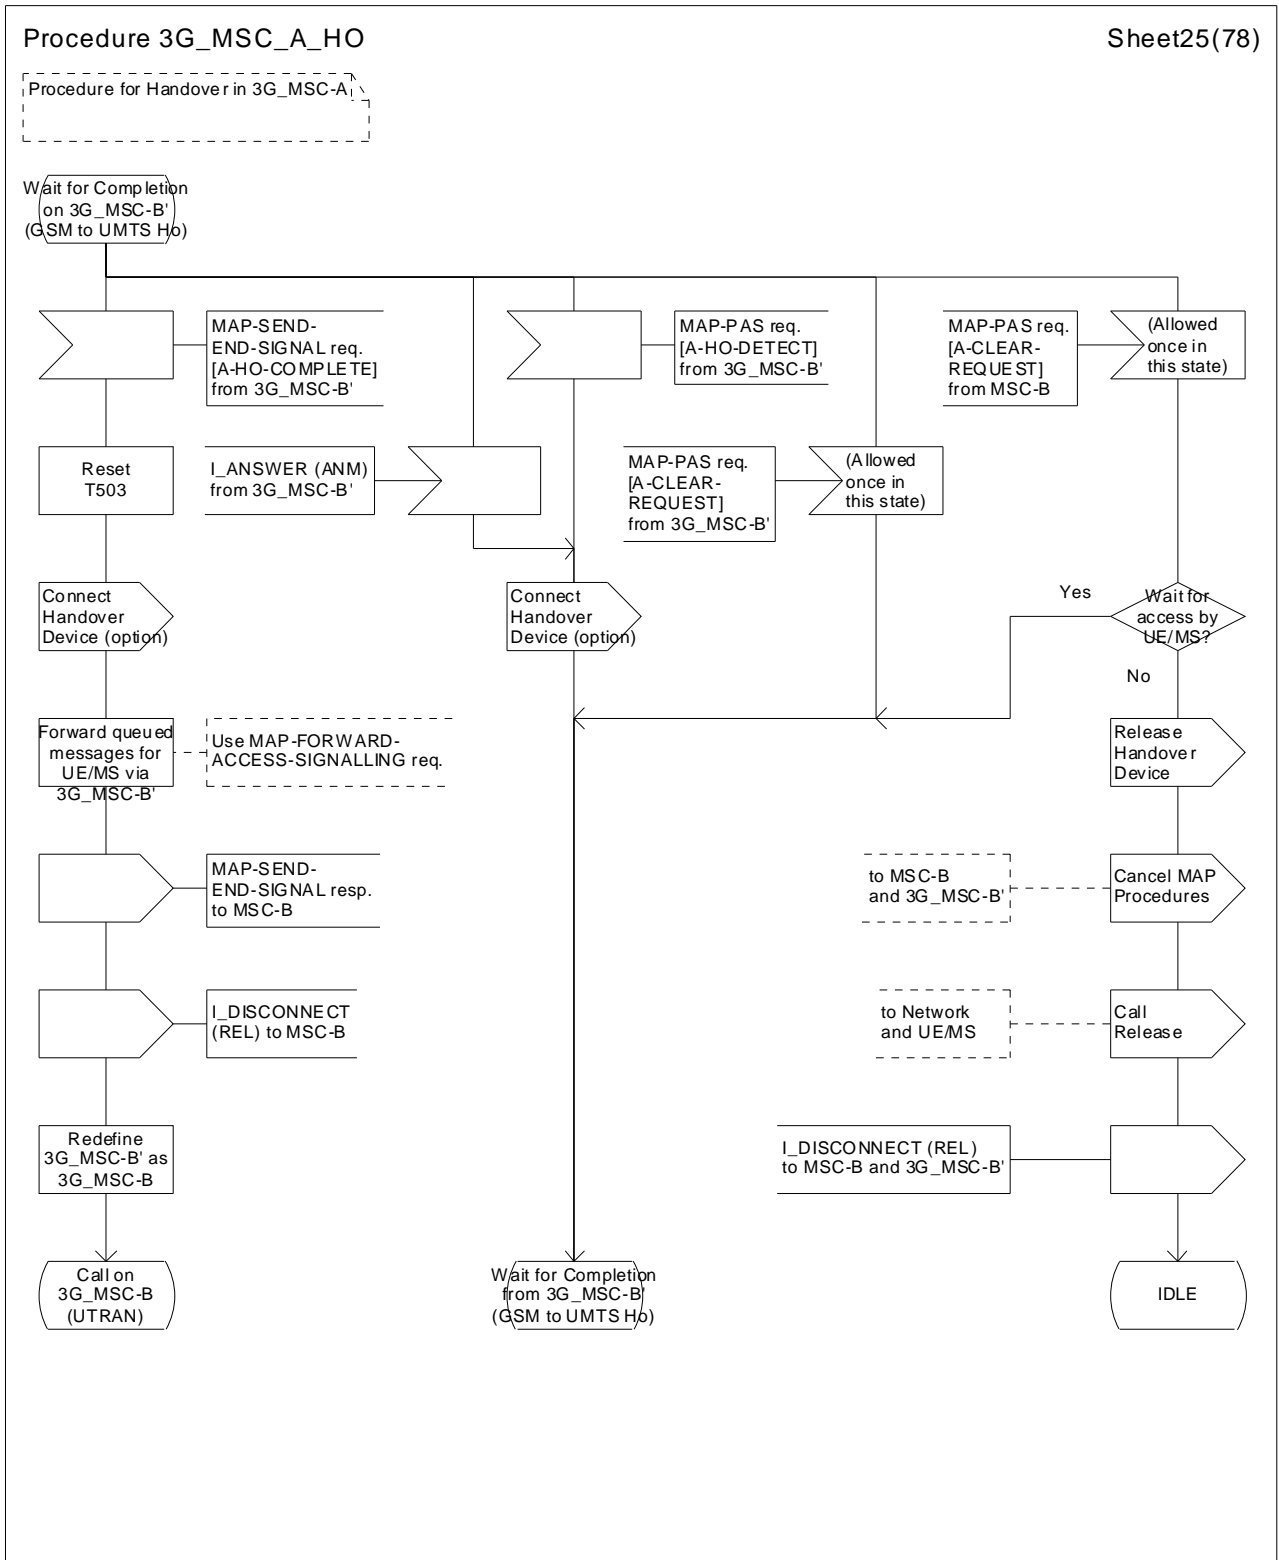 Procedure 3G_MSC_A_HO
Sheet25(78)
Procedure for Handover in 3G_MSC-A
Wait for Completion
on 3G_MSC-B'
(GSM to UMTS Ho)
MAP-SEND-
END-SIGNAL req.
[A-HO-COMPLETE]
from 3G_MSC-B'
MAP-PAS req.
[A-HO-DETECT]
from 3G_MSC-B'
MAP-PAS req.
[A-CLEAR-
REQUEST]
from MSC-B
(Allowed
once in
this state)
Reset
T503
I_ANSWER (ANM)
from 3G_MSC-B'
MAP-PAS req.
[A-CLEAR-
REQUEST]
from 3G_MSC-B'
(Allowed
once in
this state)
Connect
Handover
Device (option)
Connect
Handover
Device (option)
Yes
Wait for
access by
UE/MS?
No
Forward queued
messages for
UE/MS via
3G_MSC-B'
Use MAP-FORWARD-
ACCESS-SIGNALLING req.
Release
Handover
Device
MAP-SEND-
END-SIGNAL resp.
to MSC-B
to MSC-B
and 3G_MSC-B'
Cancel MAP
Procedures
I_DISCONNECT
(REL) to MSC-B
to Network
and UE/MS
Call
Release
Redefine
3G_MSC-B' as
3G_MSC-B
I_DISCONNECT (REL)
to MSC-B and 3G_MSC-B'
Call on
3G_MSC-B
(UTRAN)
Wait for Completion
from 3G_MSC-B'
(GSM to UMTS Ho)
IDLE